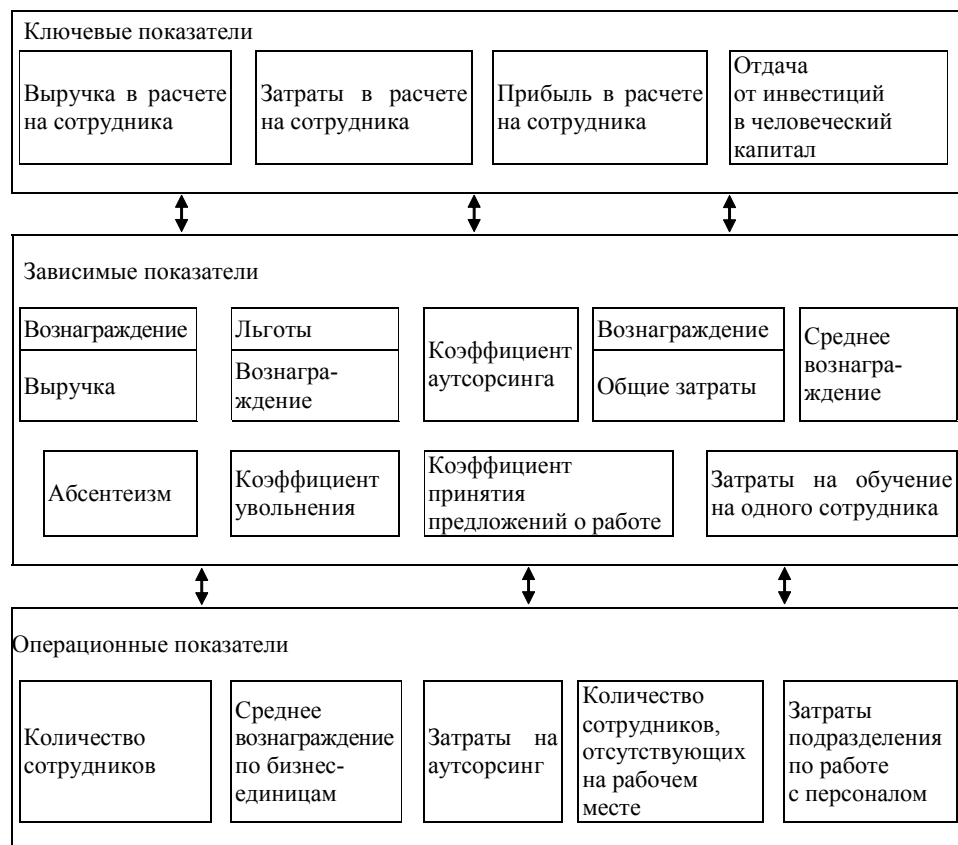 Ключевые показатели
Выручка в расчете
на сотрудника
Затраты в расчете
на сотрудника
Прибыль в расчете
на сотрудника
Отдача
от инвестиций
в человеческий
капитал
Зависимые показатели
Вознаграждение
Выручка
Льготы
Вознагра-
ждение
Коэффициент
аутсорсинга
Вознаграждение
Общие затраты
Среднее
вознагра-
ждение
Абсентеизм
Коэффициент
увольнения
Коэффициент
принятия
предложений о работе
Затраты на обучение
на одного сотрудника
Операционные показатели
Количество
сотрудников
Среднее
вознаграждение
по бизнес-
единицам
Затраты на
аутсорсинг
Количество
сотрудников,
отсутствующих
на рабочем
месте
Затраты
подразделения
по работе
с персоналом